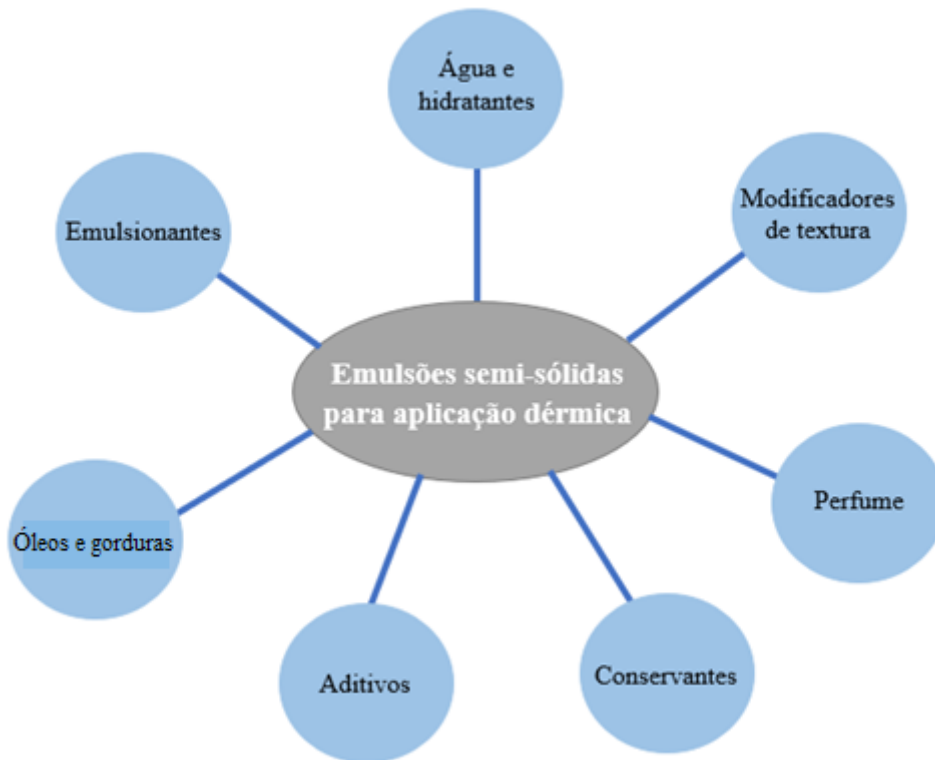 Água e
hidratantes
Modificadores
de textura
Emulsionantes
Emulsões semi-sólidas
para aplicação dérmica
Perfume
Óleos e gorduras
Conservantes
Aditivos